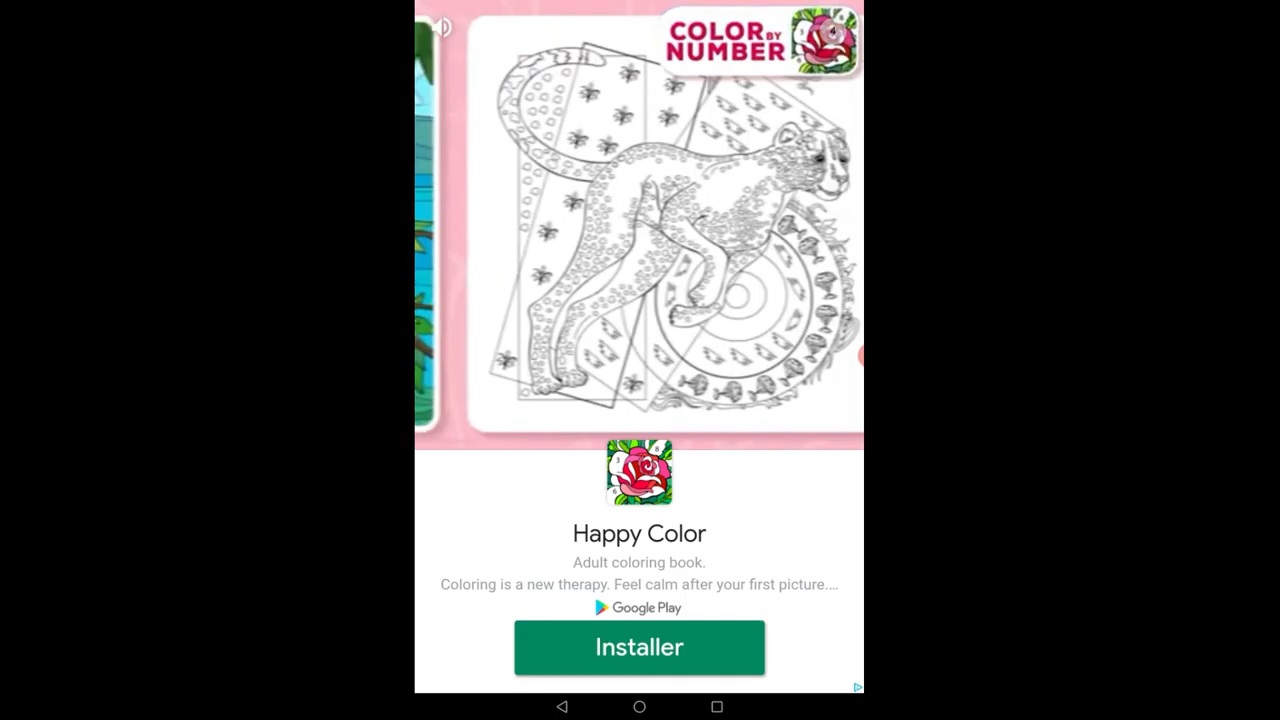 COLOR BY
NUMBER
Happy Color
Adult coloring book.
Coloring is a new therapy. Feel calm after your first picture....
Google Play
Installer